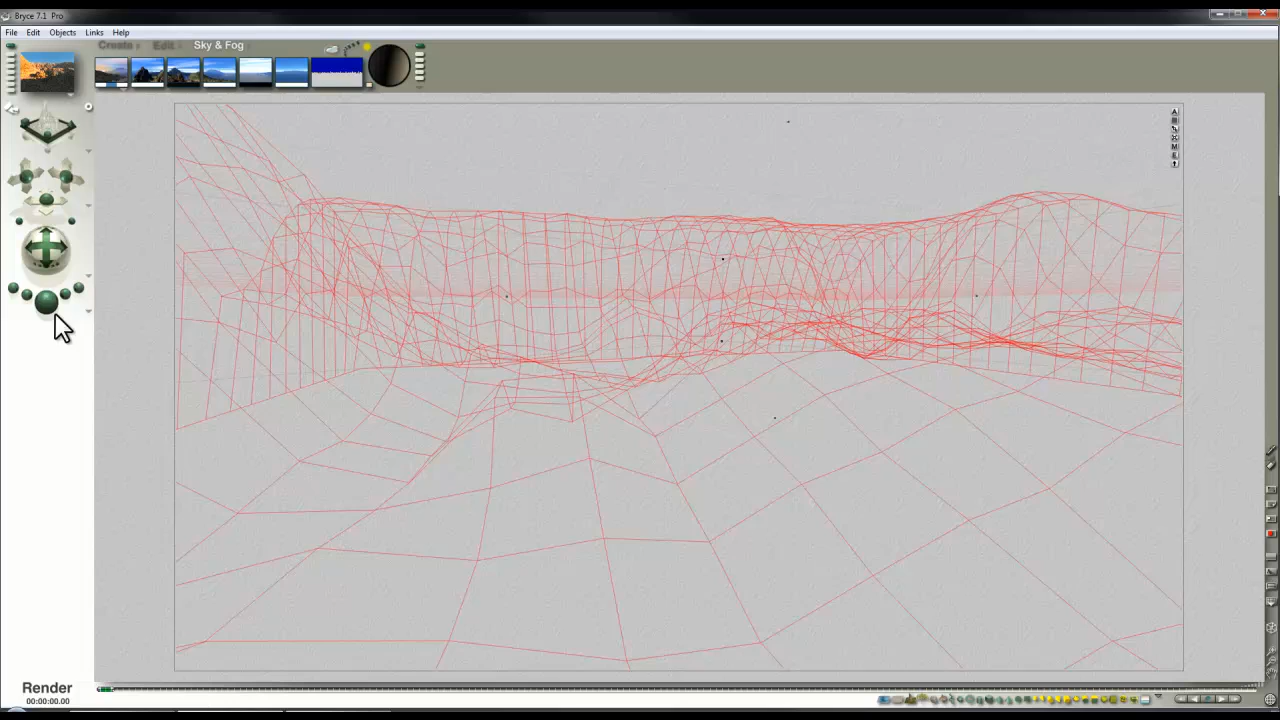 Bryce 7.1 Pro
File Edit Objects Links Help
Create Edit Sky & Fog
A
M
Render
00:00:00.00